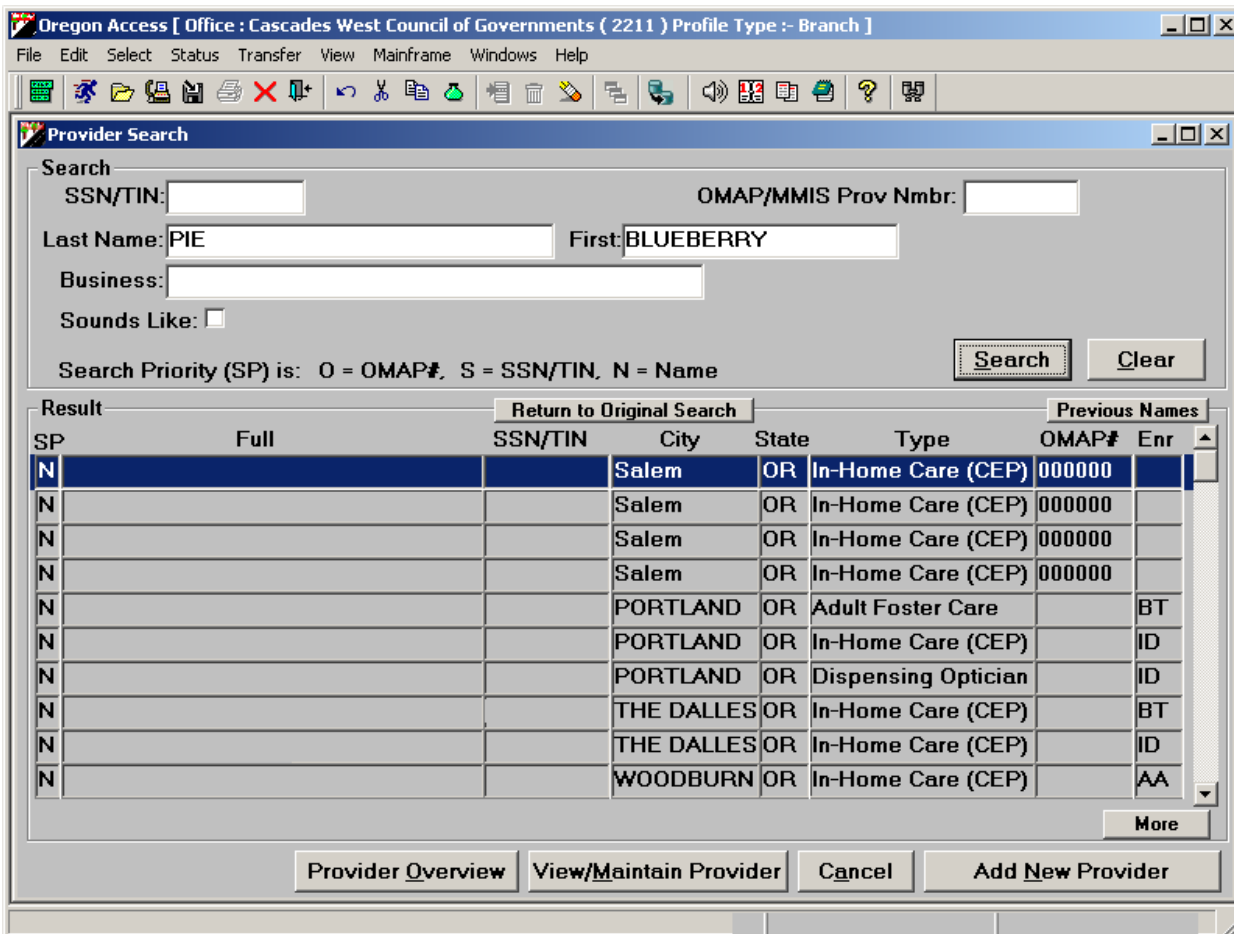 Oregon Access [ Office : Cascades West Council of Governments ( 2211 ) Profile Type :- Branch ]
File Edit Select Status Transfer View Mainframe Windows Help
Provider Search
Search
SSN/TIN: OMAP/MMIS Prov Nmbr:
Last Name: PIE First: BLUEBERRY
Business:
Sounds Like:
Search Priority (SP) is: O = OMAP#, S = SSN/TIN, N = Name Search Clear
Result Return to Original Search Previous Names
SP Full SSN/TIN City State Type OMAP# Enr
N Salem OR In-Home Care (CEP) 000000
N Salem OR In-Home Care (CEP) 000000
N Salem OR In-Home Care (CEP) 000000
N Salem OR In-Home Care (CEP) 000000
N PORTLAND OR Adult Foster Care BT
N PORTLAND OR In-Home Care (CEP) ID
N PORTLAND OR Dispensing Optician ID
N THE DALLES OR In-Home Care (CEP) BT
N THE DALLES OR In-Home Care (CEP) ID
N WOODBURN OR In-Home Care (CEP) AA
More
Provider Overview View/Maintain Provider Cancel Add New Provider